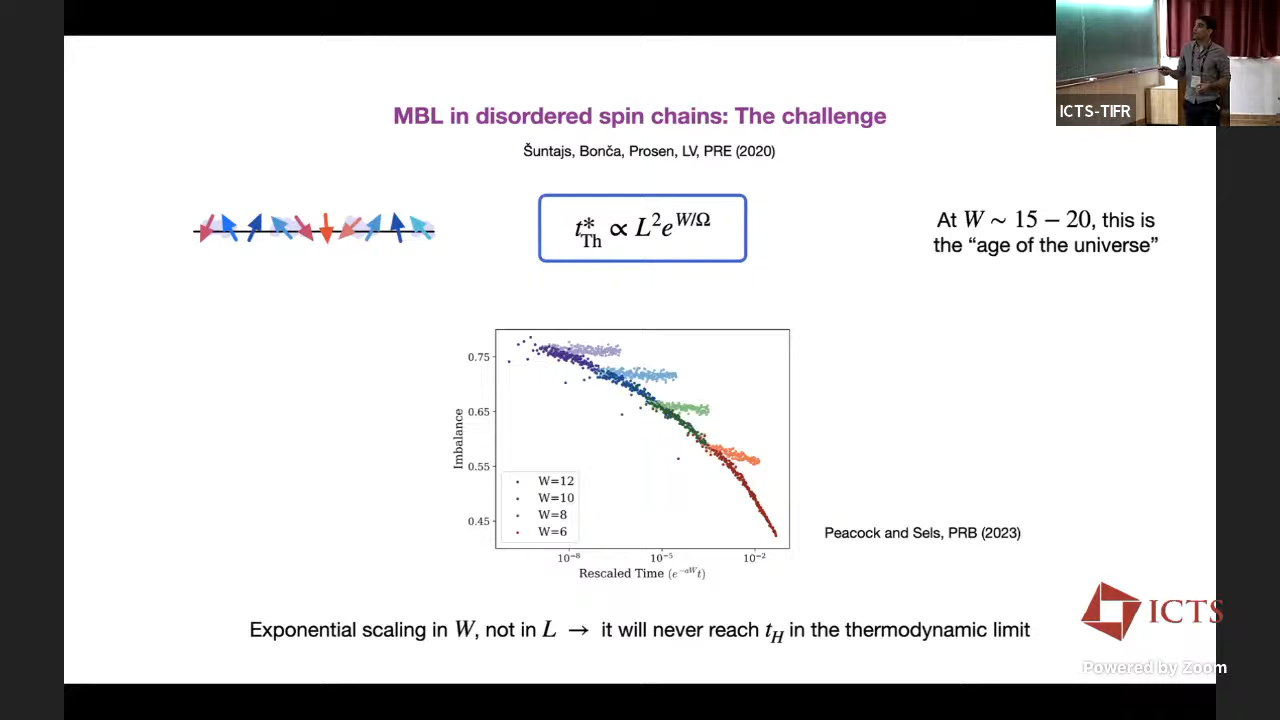 ICTS-TIFR
MBL in disordered spin chains: The challenge
Šuntajs, Bonča, Prosen, LV, PRE (2020)
t*_Th ∝ L² e^{W/Ω}
At W ∼ 15 − 20, this is
the “age of the universe”
0.75
0.65
0.55
0.45
Imbalance
W=12
W=10
W=8
W=6
10⁻⁸ 10⁻⁵ 10⁻²
Rescaled Time (e^{−aW}t)
Peacock and Sels, PRB (2023)
ICTS
Exponential scaling in W, not in L → it will never reach t_H in the thermodynamic limit
Powered by Zoom